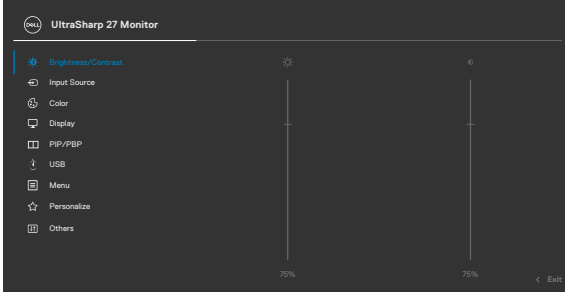 DELL UltraSharp 27 Monitor
Brightness/Contrast
Input Source
Color
Display
PIP/PBP
USB
Menu
Personalize
Others
75% 75%
Exit